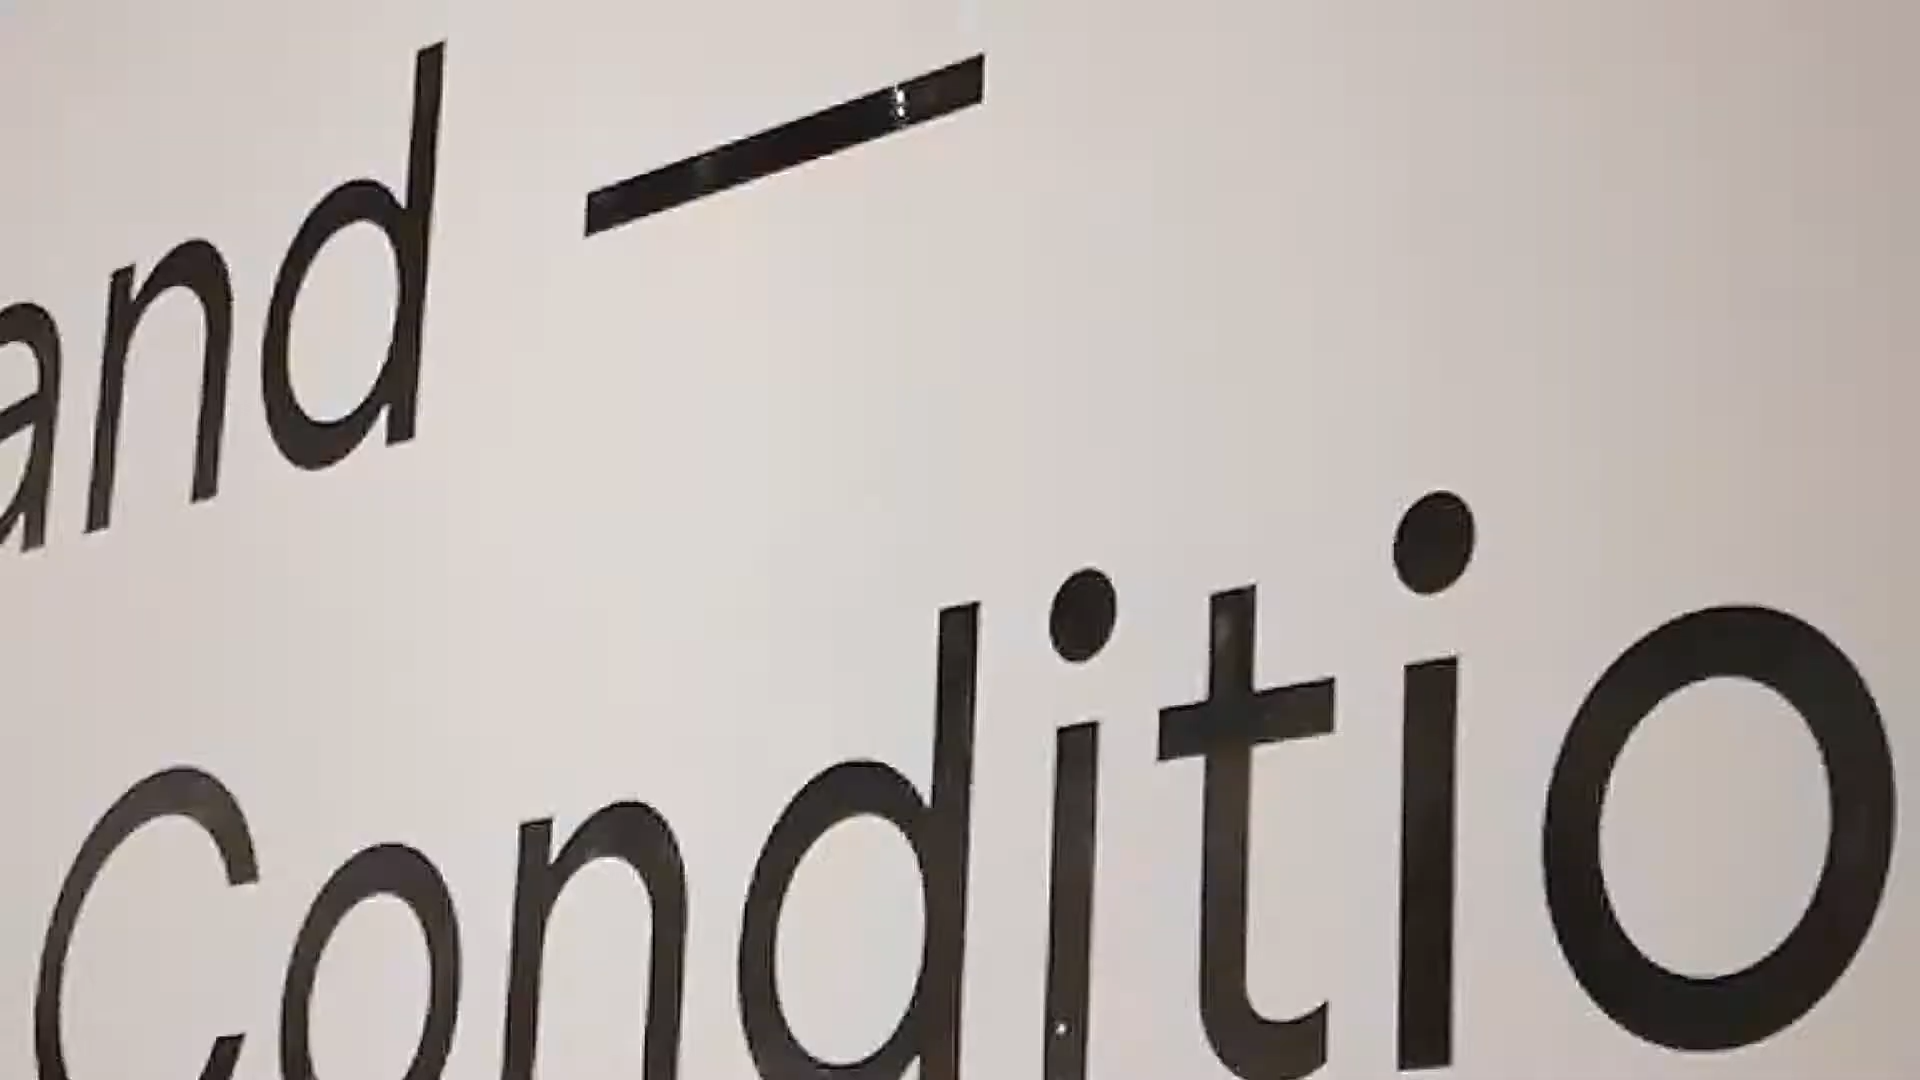 and —
Conditio